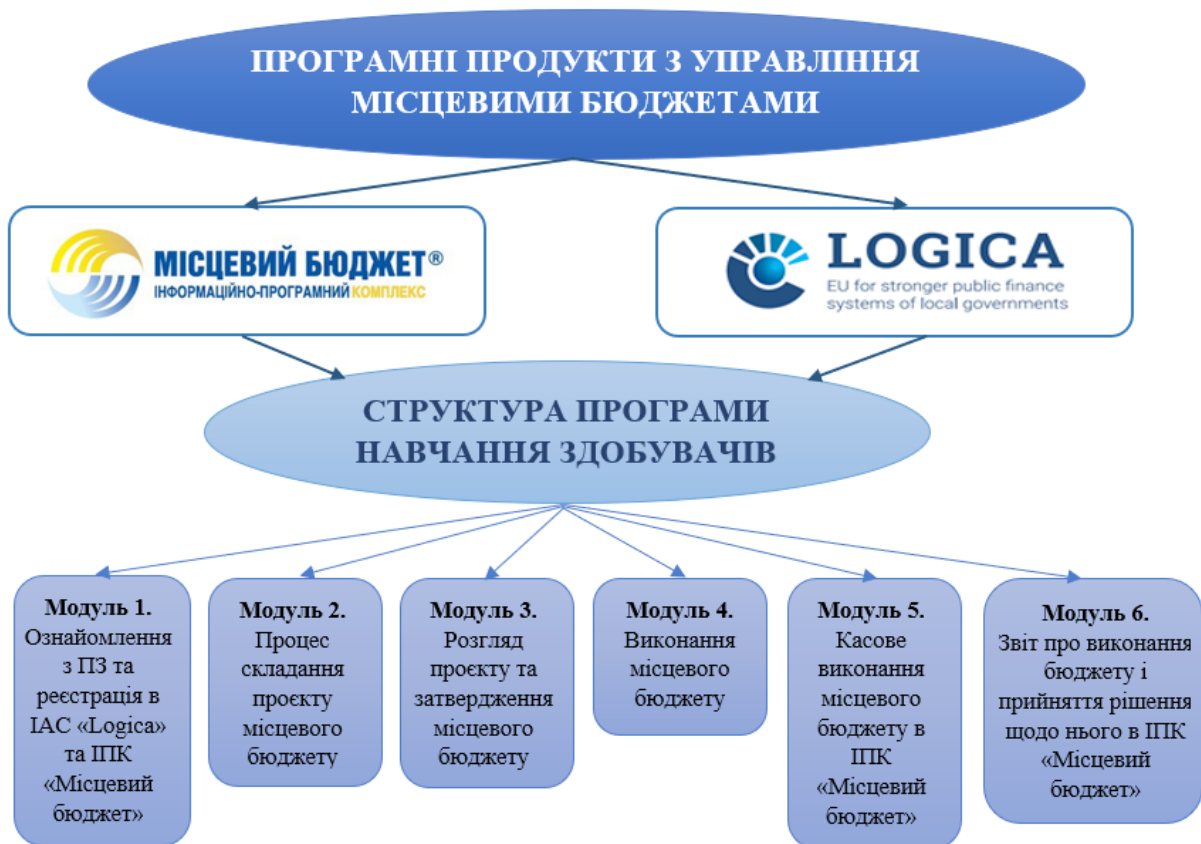 ПРОГРАМНІ ПРОДУКТИ З УПРАВЛІННЯ
МІСЦЕВИМИ БЮДЖЕТАМИ
МІСЦЕВИЙ БЮДЖЕТ®
ІНФОРМАЦІЙНО-ПРОГРАМНИЙ КОМПЛЕКС
LOGICA
EU for stronger public finance
systems of local governments
СТРУКТУРА ПРОГРАМИ
НАВЧАННЯ ЗДОБУВАЧІВ
Модуль 1.
Ознайомлення
з ПЗ та
реєстрація в
ІАС «Logica»
та ІПК
«Місцевий
бюджет»
Модуль 2.
Процес
складання
проєкту
місцевого
бюджету
Модуль 3.
Розгляд
проєкту та
затвердження
місцевого
бюджету
Модуль 4.
Виконання
місцевого
бюджету
Модуль 5.
Касове
виконання
місцевого
бюджету в
ІПК
«Місцевий
бюджет»
Модуль 6.
Звіт про виконання
бюджету і
прийняття рішення
щодо нього в ІПК
«Місцевий
бюджет»